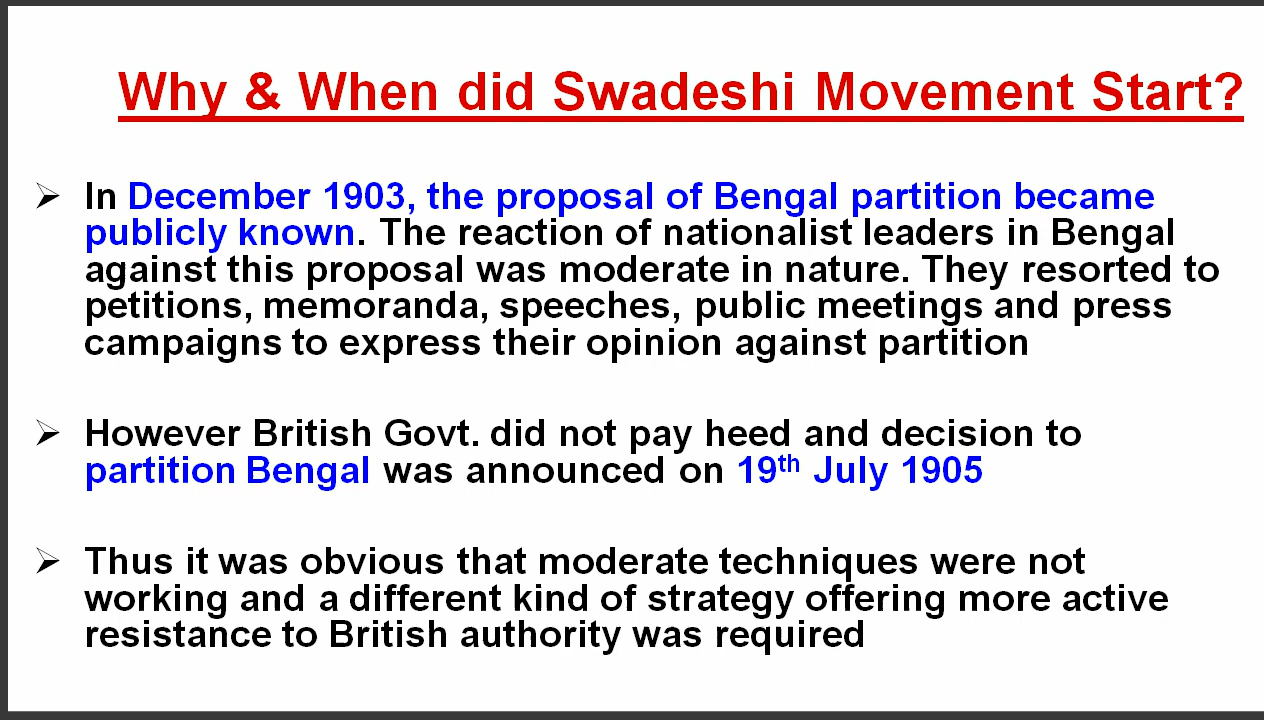 Why & When did Swadeshi Movement Start?
➢ In December 1903, the proposal of Bengal partition became
publicly known. The reaction of nationalist leaders in Bengal
against this proposal was moderate in nature. They resorted to
petitions, memoranda, speeches, public meetings and press
campaigns to express their opinion against partition
➢ However British Govt. did not pay heed and decision to
partition Bengal was announced on 19th July 1905
➢ Thus it was obvious that moderate techniques were not
working and a different kind of strategy offering more active
resistance to British authority was required